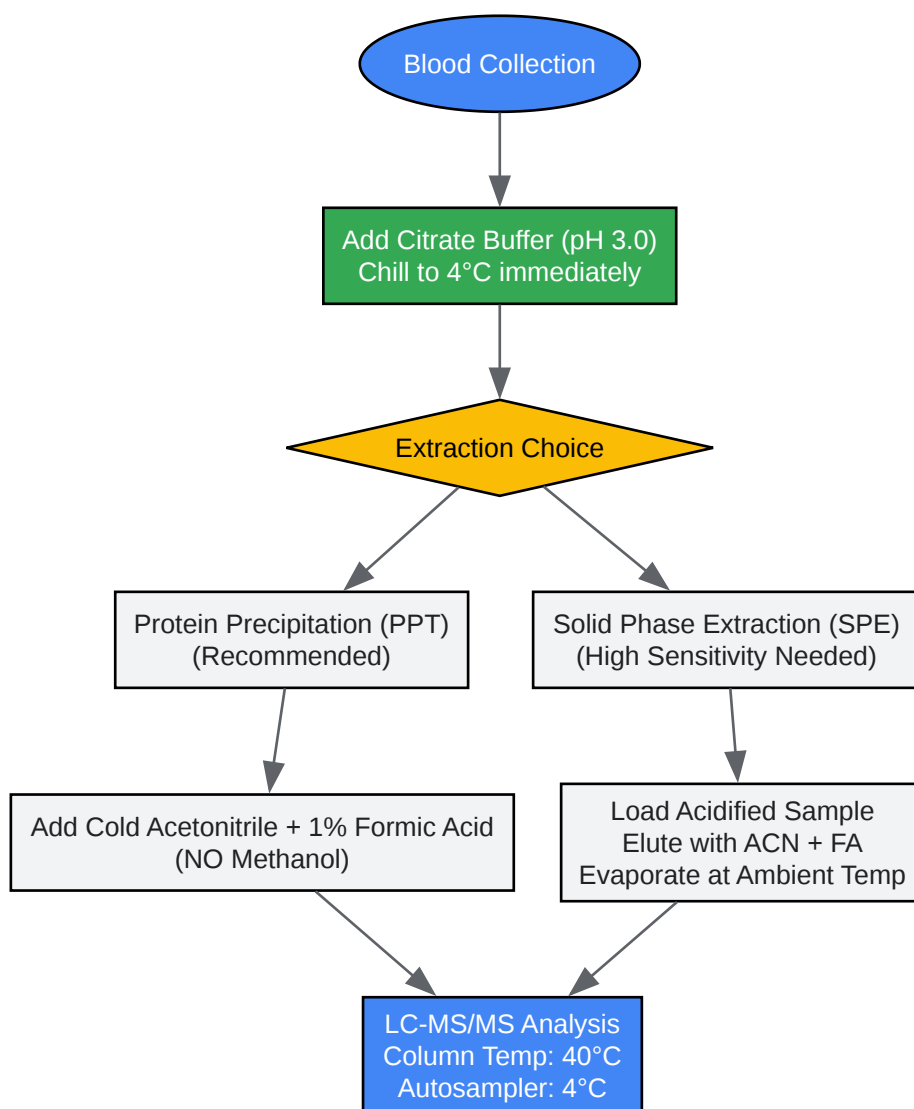 Blood Collection
Add Citrate Buffer (pH 3.0)
Chill to 4°C immediately
Extraction Choice
Protein Precipitation (PPT)
(Recommended)
Solid Phase Extraction (SPE)
(High Sensitivity Needed)
Add Cold Acetonitrile + 1% Formic Acid
(NO Methanol)
Load Acidified Sample
Elute with ACN + FA
Evaporate at Ambient Temp
LC-MS/MS Analysis
Column Temp: 40°C
Autosampler: 4°C